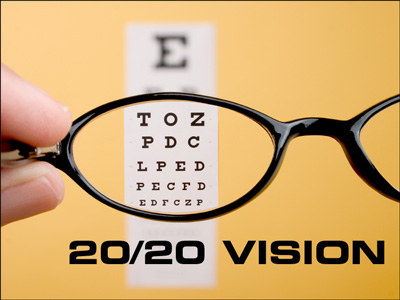 E
T O Z
P D C
L P E D
P E C F D
E D F C Z P
20/20 VISION